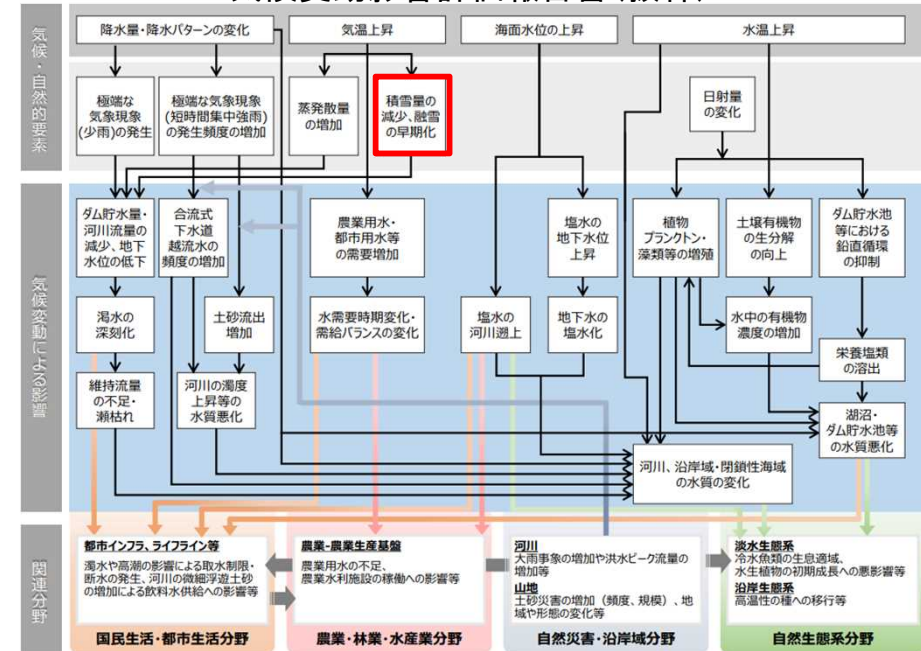 気候・自然的要素
降水量・降水パターンの変化
気温上昇
海面水位の上昇
水温上昇
極端な
気象現象
(少雨)の発生
極端な気象現象
(短時間集中強雨)
の発生頻度の増加
蒸発散量
の増加
積雪量の
減少、融雪
の早期化
日射量
の変化
気候変動による影響
ダム貯水量・
河川流量の
減少、地下
水位の低下
合流式
下水道
越流水の
頻度の増加
農業用水・
都市用水等
の需要増加
塩水の
地下水位
上昇
植物
プランクトン・
藻類等の増殖
土壌有機物
の生分解
の向上
ダム貯水池
等における
鉛直循環
の抑制
渇水の
深刻化
土砂流出
増加
水需要時期変化・
需給バランスの変化
塩水の
河川遡上
地下水の
塩水化
水中の有機物
濃度の増加
栄養塩類
の溶出
維持流量
の不足・
瀬枯れ
河川の濁度
上昇等の
水質悪化
湖沼・
ダム貯水池等
の水質悪化
河川、沿岸域・閉鎖性海域
の水質の変化
関連分野
都市インフラ、ライフライン等
濁水や高潮の影響による取水制限・
断水の発生、河川の微細浮遊土砂
の増加による飲料水供給への影響等
国民生活・都市生活分野
農業-農業生産基盤
農業用水の不足、
農業水利施設の稼働への影響等
農業・林業・水産業分野
河川
大雨事象の増加や洪水ピーク流量の
増加等
山地
土砂災害の増加（頻度、規模）、地
域や形態の変化等
自然災害・沿岸域分野
淡水生態系
冷水魚類の生息適域、
水生植物の初期成長への悪影響等
沿岸生態系
高温性の種への移行等
自然生態系分野